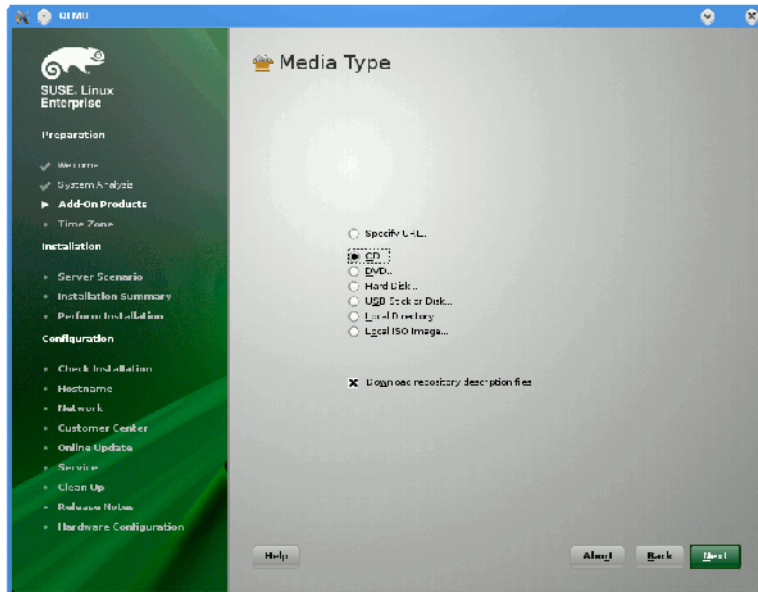 QEMU
SUSE. Linux
Enterprise
Preparation
Welcome
System Analysis
Add-On Products
Time Zone
Installation
Server Scenario
Installation Summary
Perform Installation
Configuration
Check Installation
Hostname
Network
Customer Center
Online Update
Service
Clean Up
Release Notes
Hardware Configuration
Media Type
Specify URL...
CD...
DVD...
Hard Disk...
USB Stick or Disk...
Local Directory...
Local ISO Image...
Download repository description files
Help
Abort
Back
Next